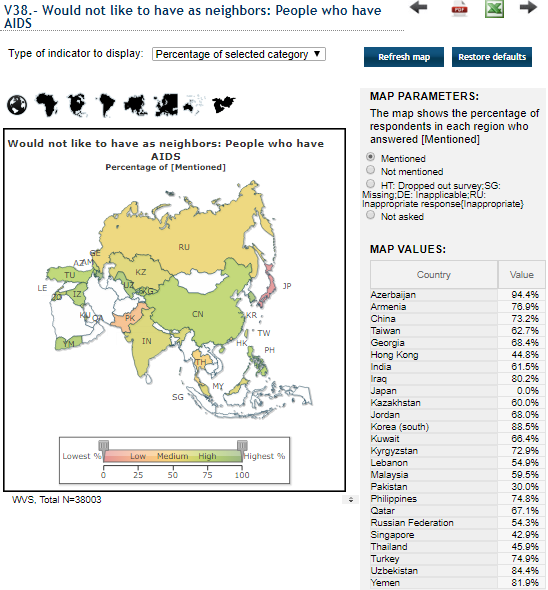 V38.- Would not like to have as neighbors: People who have
AIDS
PDF
Type of indicator to display:
Percentage of selected category ▼
Refresh map
Restore defaults
Would not like to have as neighbors: People who have
AIDS
Percentage of [Mentioned]
RU
GE
AZ
AM
TU
KZ
LE
UZ
KG
JO
IZ
JP
KU
QA
PK
CN
KR
TW
YM
IN
HK
PH
TH
MY
SG
Lowest %
Low
Medium
High
Highest %
0
25
50
75
100
WVS, Total N=38003
MAP PARAMETERS:
The map shows the percentage of
respondents in each region who
answered [Mentioned]
Mentioned
Not mentioned
HT: Dropped out survey;SG:
Missing;DE: Inapplicable;RU:
Inappropriate response{Inappropriate}
Not asked
MAP VALUES:
Country Value
Azerbaijan 94.4%
Armenia 76.9%
China 73.2%
Taiwan 62.7%
Georgia 68.4%
Hong Kong 44.8%
India 61.5%
Iraq 80.2%
Japan 0.0%
Kazakhstan 60.0%
Jordan 68.0%
Korea (south) 88.5%
Kuwait 66.4%
Kyrgyzstan 72.9%
Lebanon 54.9%
Malaysia 59.5%
Pakistan 30.0%
Philippines 74.8%
Qatar 67.1%
Russian Federation 54.3%
Singapore 42.9%
Thailand 45.9%
Turkey 74.9%
Uzbekistan 84.4%
Yemen 81.9%